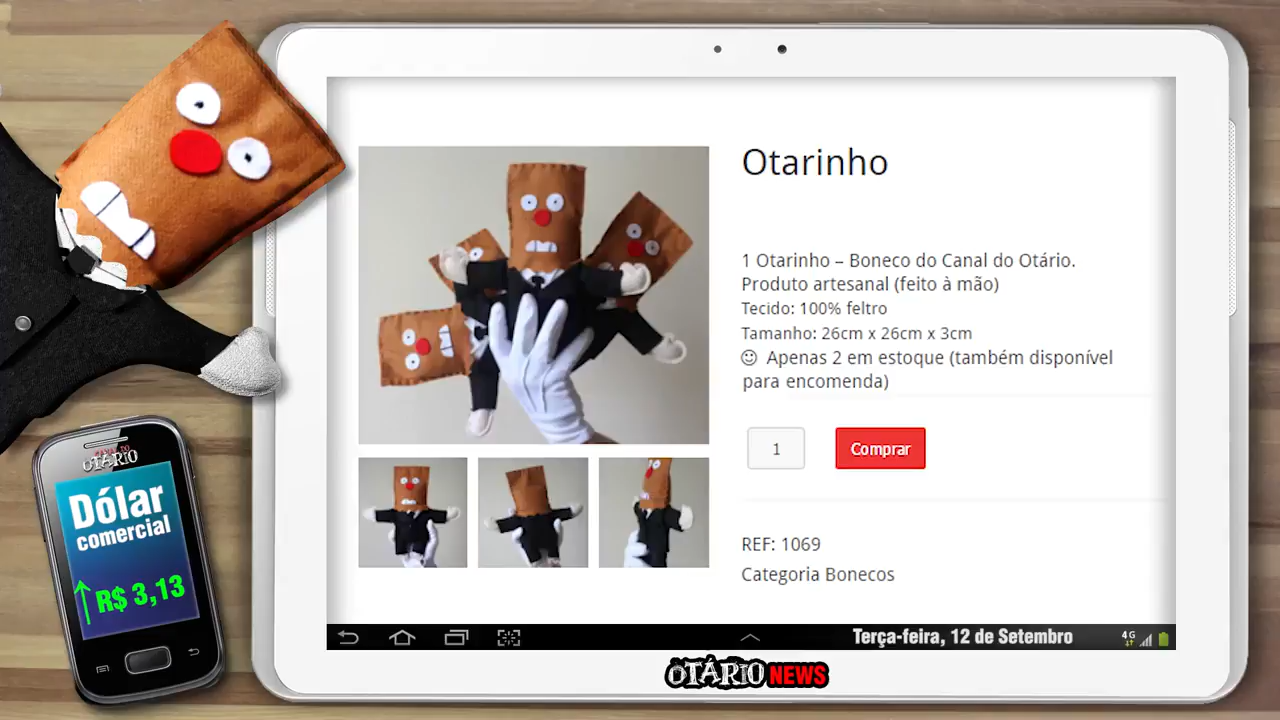 Otarinho
1 Otarinho – Boneco do Canal do Otário.
Produto artesanal (feito à mão)
Tecido: 100% feltro
Tamanho: 26cm x 26cm x 3cm
☺ Apenas 2 em estoque (também disponível
para encomenda)
1
Comprar
REF: 1069
Categoria Bonecos
OTÁRIO
Dólar
comercial
R$ 3,13
Terça-feira, 12 de Setembro
4G
OTÁRIO NEWS